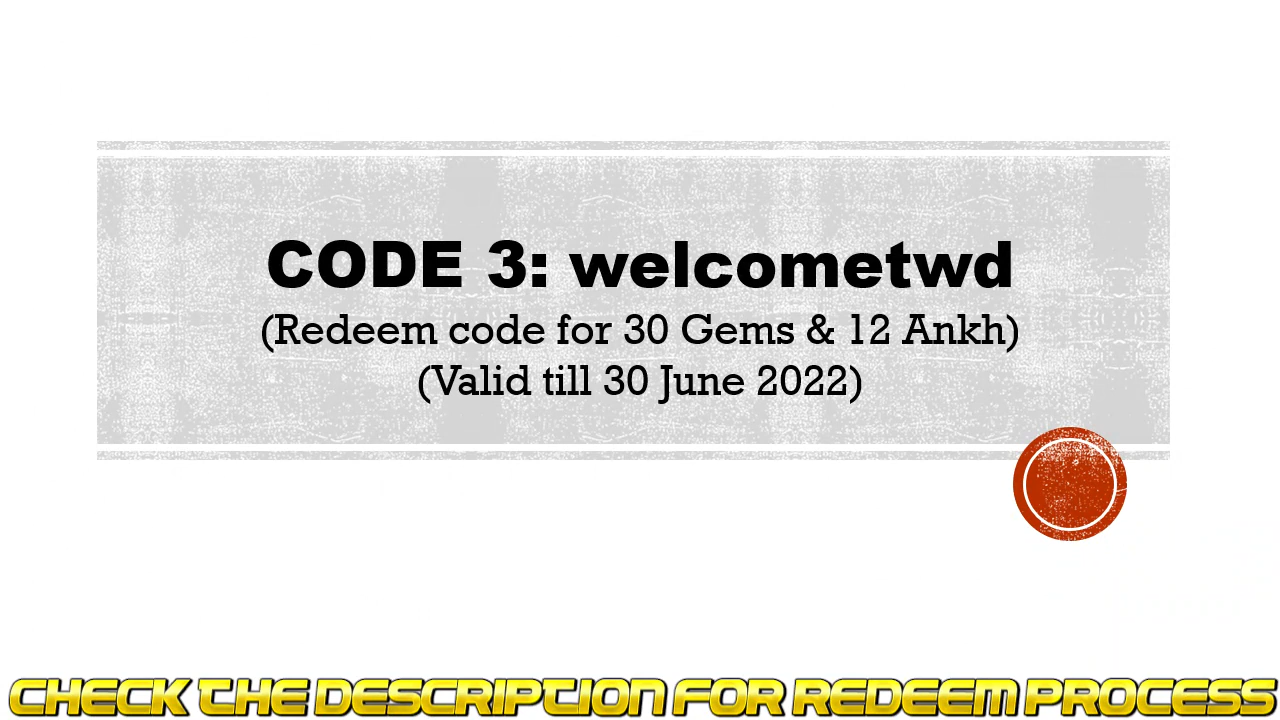 CODE 3: welcometwd
(Redeem code for 30 Gems & 12 Ankh)
(Valid till 30 June 2022)
CHECK THE DESCRIPTION FOR REDEEM PROCESS